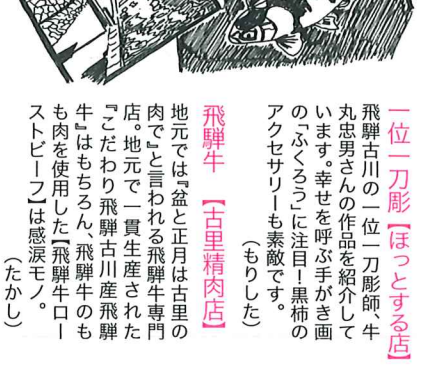 一位一刀彫【ほっとする店】
飛騨古川の一位一刀彫師、牛
丸忠男さんの作品を紹介して
います。幸せを呼ぶ手がき画
の「ふくろう」に注目！黒柿の
アクセサリーも素敵です。
（もりした）
飛騨牛　【古里精肉店】
地元では『盆と正月は古里の
肉で』と言われる飛騨牛専門
店。地元で一貫生産された
『こだわり飛騨古川産飛騨
牛』はもちろん、飛騨牛のも
も肉を使用した【飛騨牛ロー
ストビーフ】は感涙モノ。
（たかし）